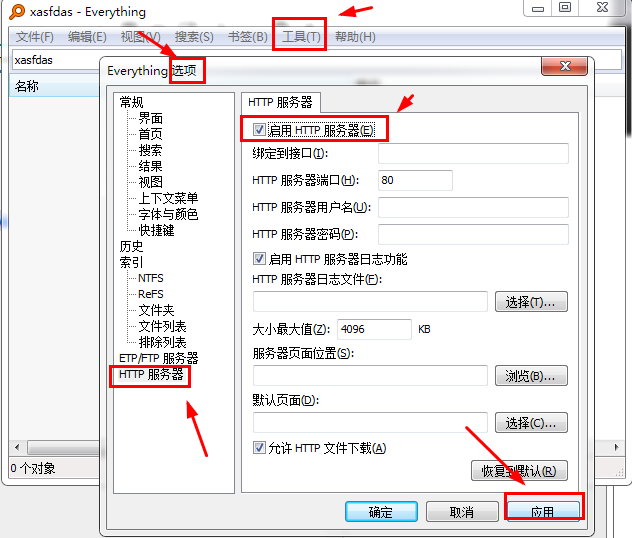 xasfdas - Everything
文件(F) 编辑(E) 视图(V) 搜索(S) 书签(B) 工具(T) 帮助(H)
xasfdas
名称
Everything 选项
常规
界面
首页
搜索
结果
视图
上下文菜单
字体与颜色
快捷键
历史
索引
NTFS
ReFS
文件夹
文件列表
排除列表
ETP/FTP 服务器
HTTP 服务器
HTTP 服务器
启用 HTTP 服务器(E)
绑定到接口(I):
HTTP 服务器端口(H): 80
HTTP 服务器用户名(U):
HTTP 服务器密码(P):
启用 HTTP 服务器日志功能
HTTP 服务器日志文件(F):
选择(T)...
大小最大值(Z): 4096 KB
服务器页面位置(S):
浏览(B)...
默认页面(D):
选择(C)...
允许 HTTP 文件下载(A)
恢复到默认(R)
确定 取消 应用
0 个对象